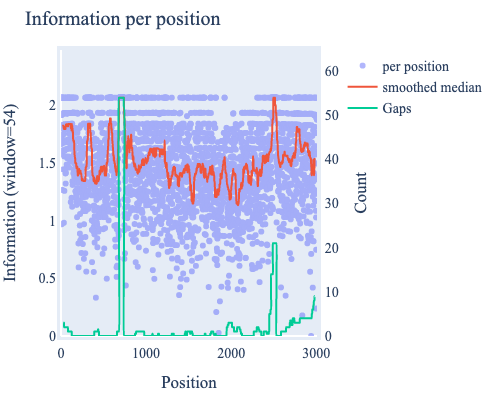 Information per position
per position
smoothed median
Gaps
Information (window=54)
2
1.5
1
0.5
0
60
50
40
30
20
10
0
Count
0 1000 2000 3000
Position